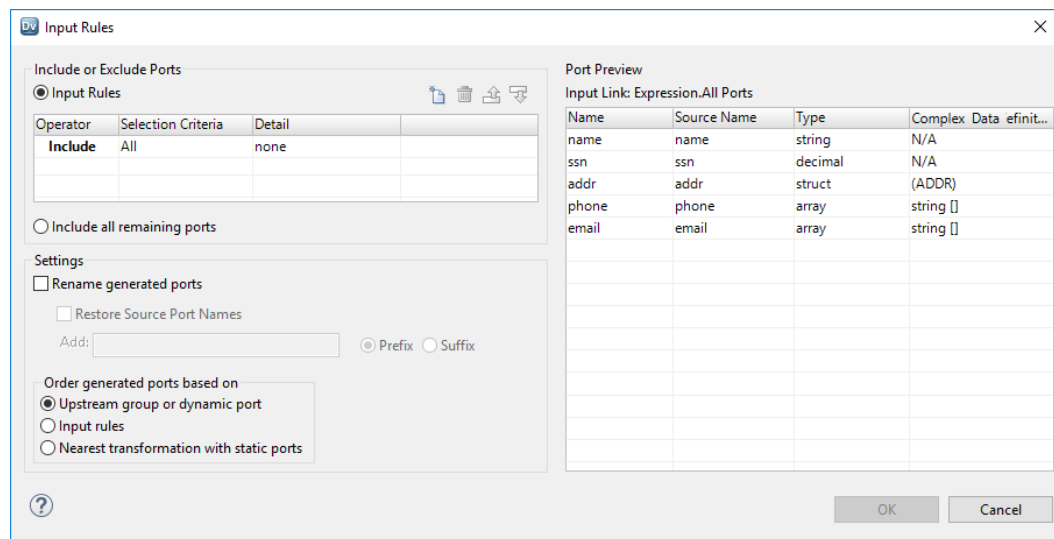 Dv Input Rules
Include or Exclude Ports
Input Rules
Operator Selection Criteria Detail
Include All none
Include all remaining ports
Settings
Rename generated ports
Restore Source Port Names
Add: Prefix Suffix
Order generated ports based on
Upstream group or dynamic port
Input rules
Nearest transformation with static ports
Port Preview
Input Link: Expression.All Ports
Name Source Name Type Complex Data efinit...
name name string N/A
ssn ssn decimal N/A
addr addr struct (ADDR)
phone phone array string []
email email array string []
?
OK Cancel